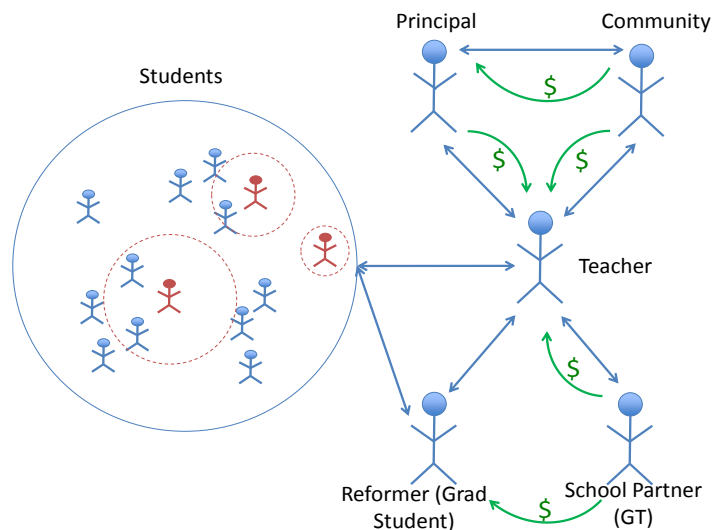 Principal
Community
Students
$
$
$
Teacher
$
Reformer (Grad
Student)
$
School Partner
(GT)